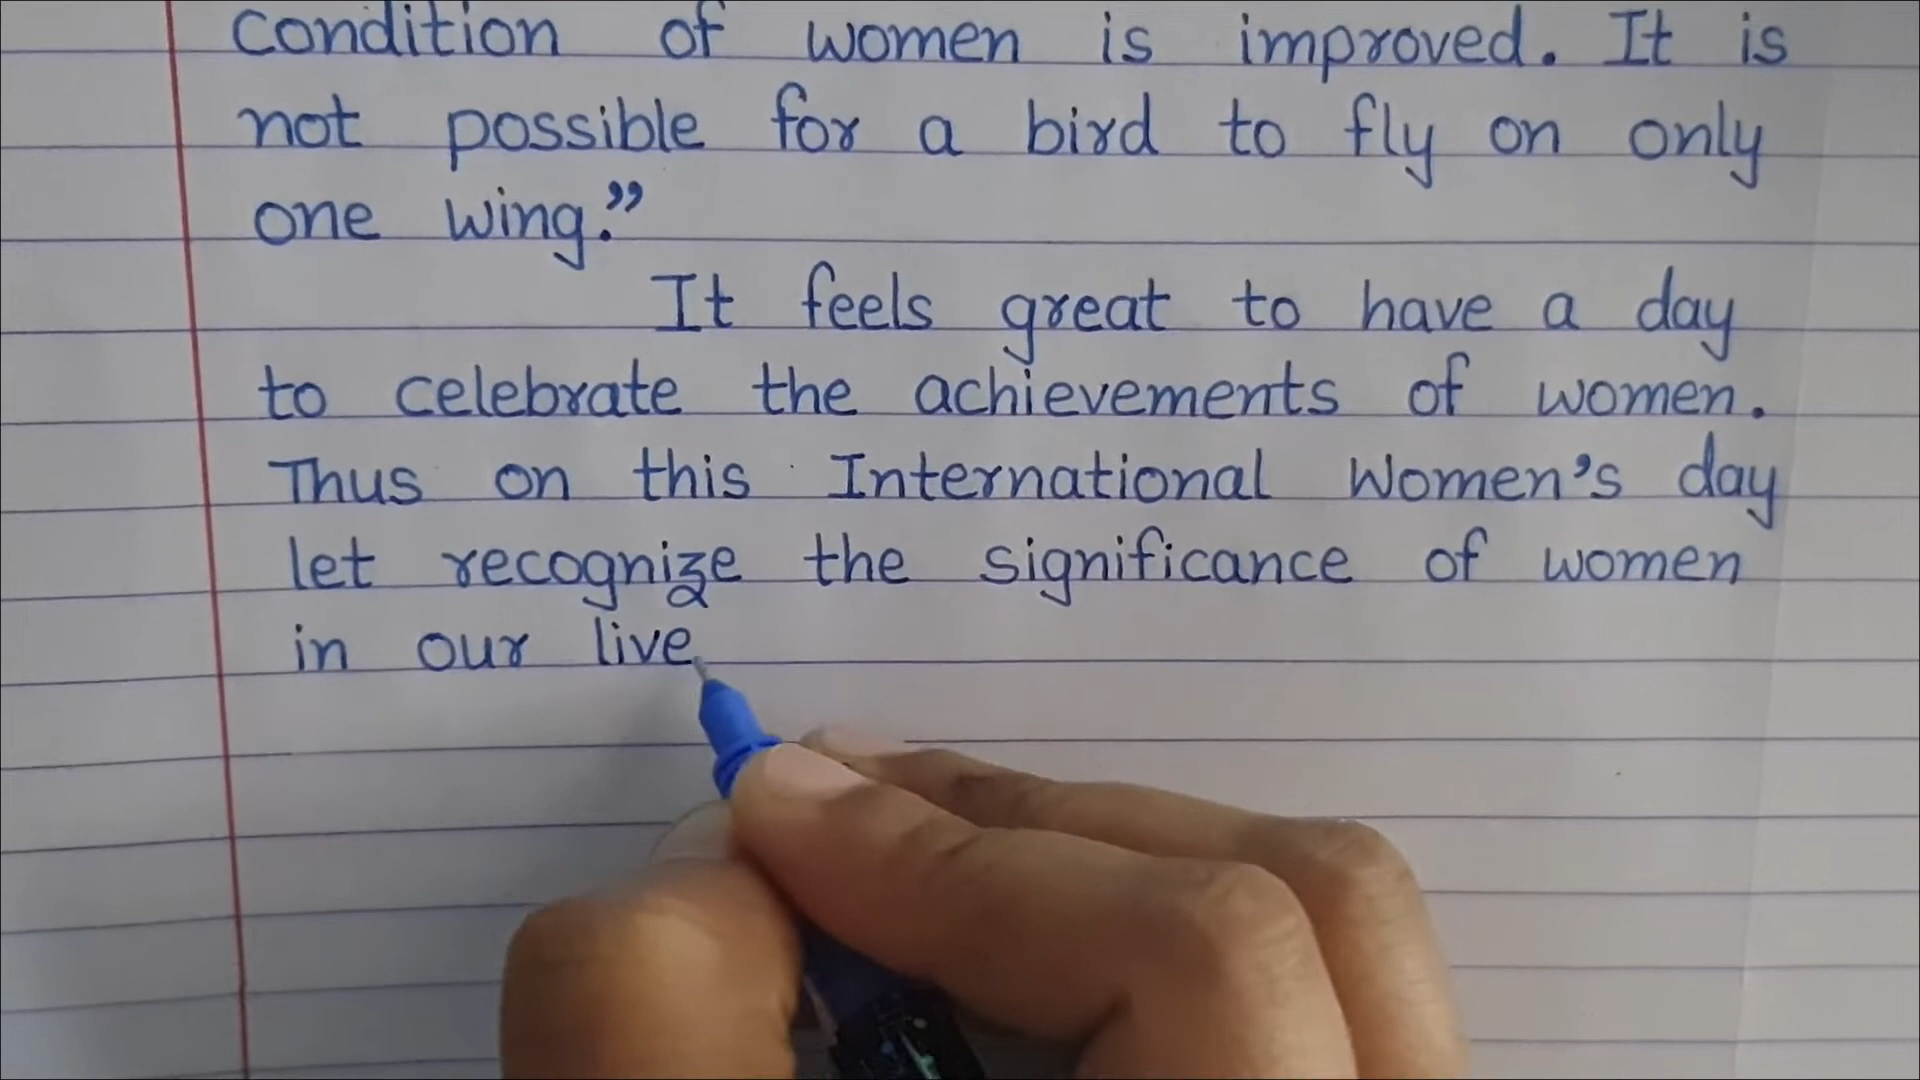 condition of women is improved. It is
not possible for a bird to fly on only
one wing.”
It feels great to have a day
to celebrate the achievements of women.
Thus on this International Women’s day
let recognize the significance of women
in our live